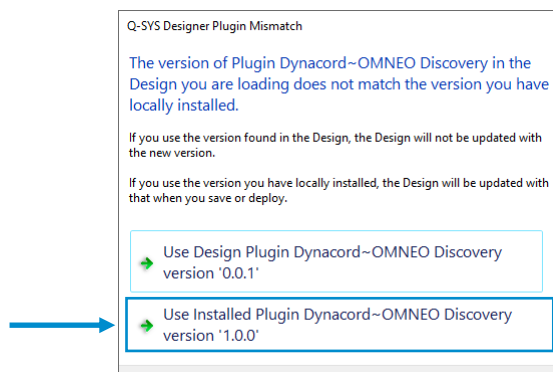 Q-SYS Designer Plugin Mismatch
The version of Plugin Dynacord~OMNEO Discovery in the
Design you are loading does not match the version you have
locally installed.
If you use the version found in the Design, the Design will not be updated with
the new version.
If you use the version you have locally installed, the Design will be updated with
that when you save or deploy.
Use Design Plugin Dynacord~OMNEO Discovery
version '0.0.1'
Use Installed Plugin Dynacord~OMNEO Discovery
version '1.0.0'